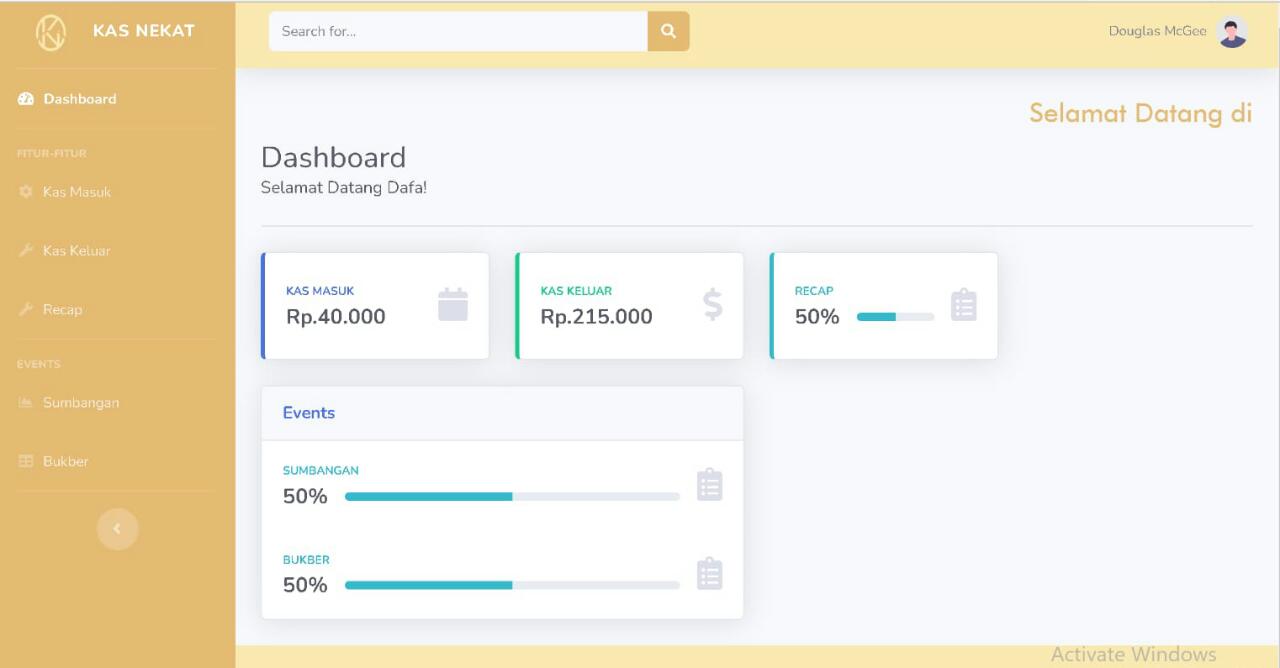 KAS NEKAT
Search for...
Douglas McGee
Dashboard
Selamat Datang di
FITUR-FITUR
Dashboard
Kas Masuk
Selamat Datang Dafa!
Kas Keluar
KAS MASUK
Rp.40.000
KAS KELUAR
Rp.215.000
RECAP
50%
Recap
EVENTS
Sumbangan
Bukber
Events
SUMBANGAN
50%
BUKBER
50%
Activate Windows